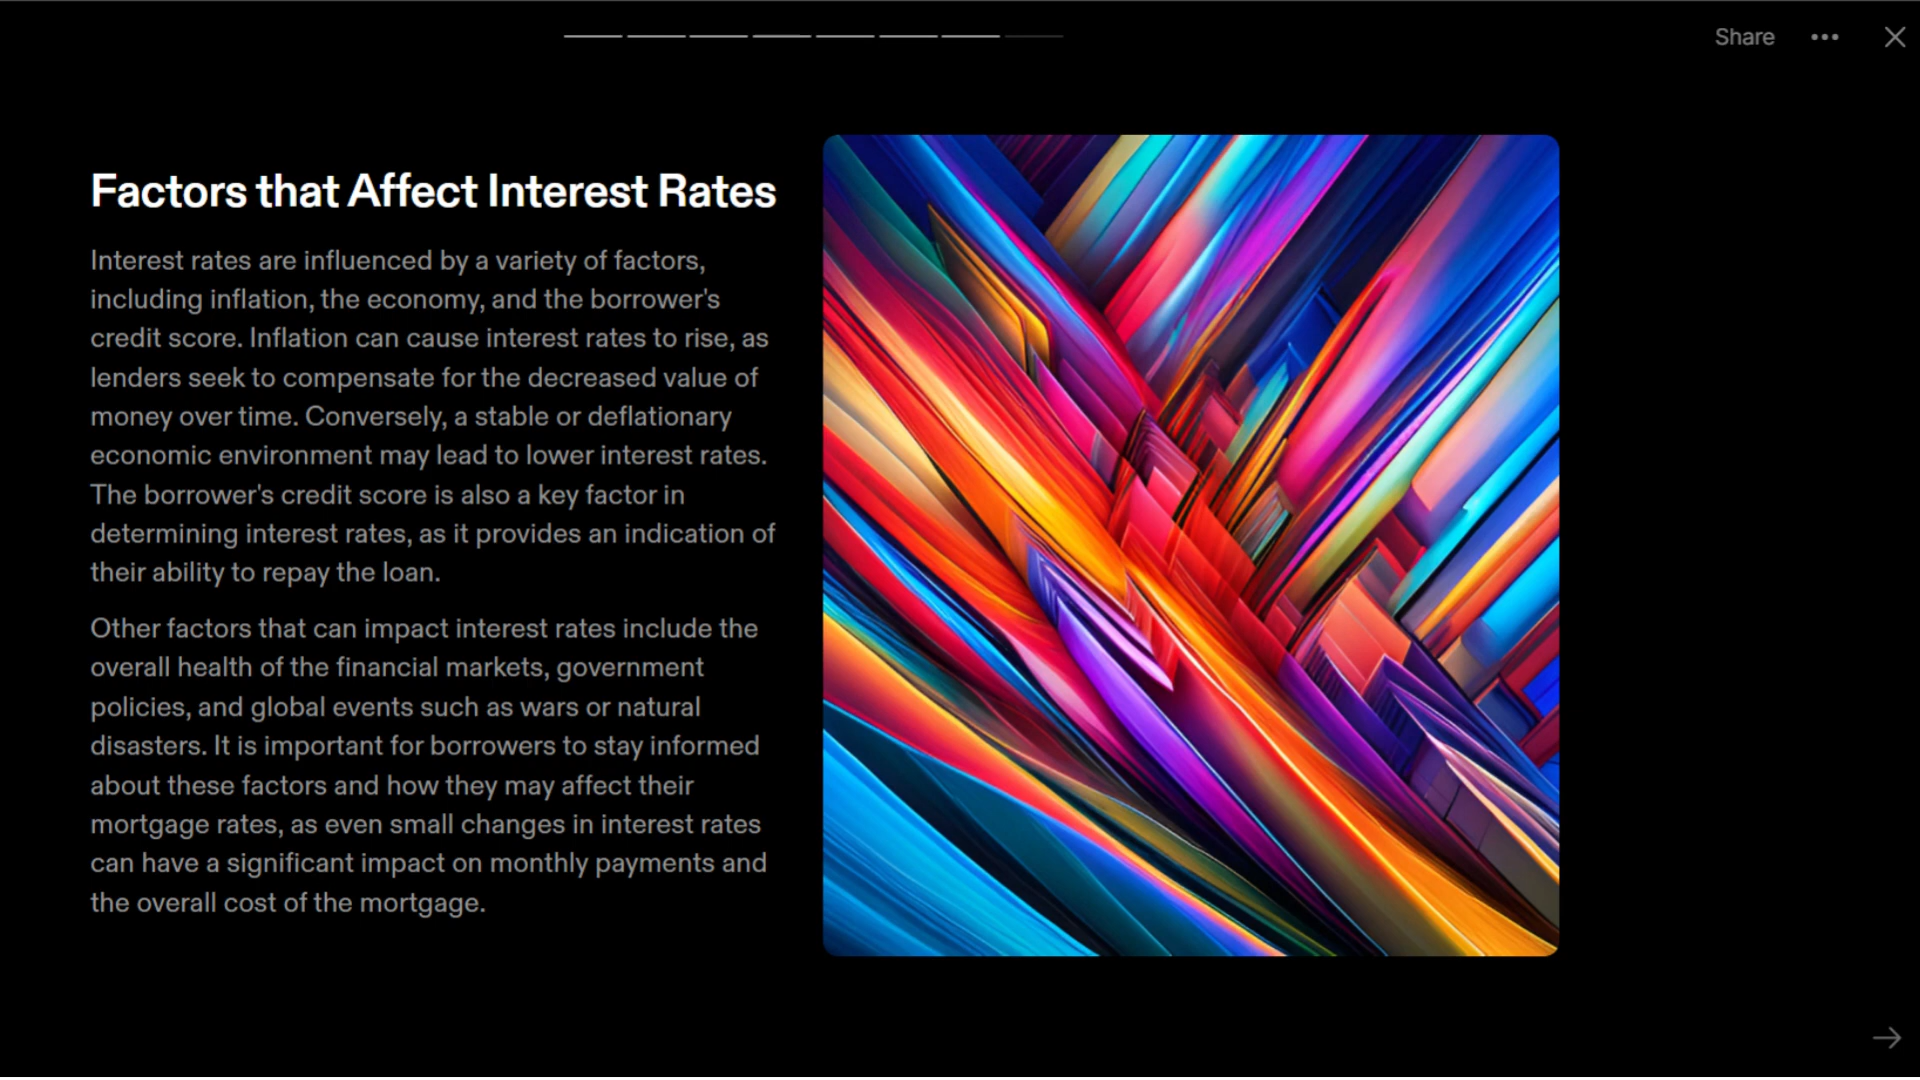 Share
Factors that Affect Interest Rates
Interest rates are influenced by a variety of factors,
including inflation, the economy, and the borrower's
credit score. Inflation can cause interest rates to rise, as
lenders seek to compensate for the decreased value of
money over time. Conversely, a stable or deflationary
economic environment may lead to lower interest rates.
The borrower's credit score is also a key factor in
determining interest rates, as it provides an indication of
their ability to repay the loan.
Other factors that can impact interest rates include the
overall health of the financial markets, government
policies, and global events such as wars or natural
disasters. It is important for borrowers to stay informed
about these factors and how they may affect their
mortgage rates, as even small changes in interest rates
can have a significant impact on monthly payments and
the overall cost of the mortgage.